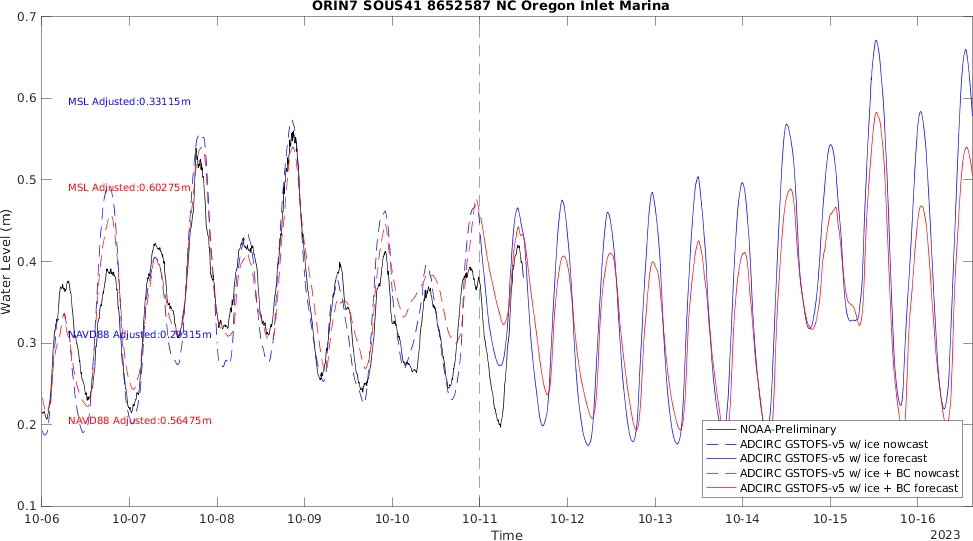 ORIN7 SOUS41 8652587 NC Oregon Inlet Marina
0.7
0.6
0.5
0.4
0.3
0.2
0.1
Water Level (m)
MSL Adjusted:0.33115m
MSL Adjusted:0.60275m
NAVD88 Adjusted:0.29315m
NAVD88 Adjusted:0.56475m
NOAA-Preliminary
ADCIRC GSTOFS-v5 w/ ice nowcast
ADCIRC GSTOFS-v5 w/ ice forecast
ADCIRC GSTOFS-v5 w/ ice + BC nowcast
ADCIRC GSTOFS-v5 w/ ice + BC forecast
10-06 10-07 10-08 10-09 10-10 10-11 10-12 10-13 10-14 10-15 10-16
Time
2023